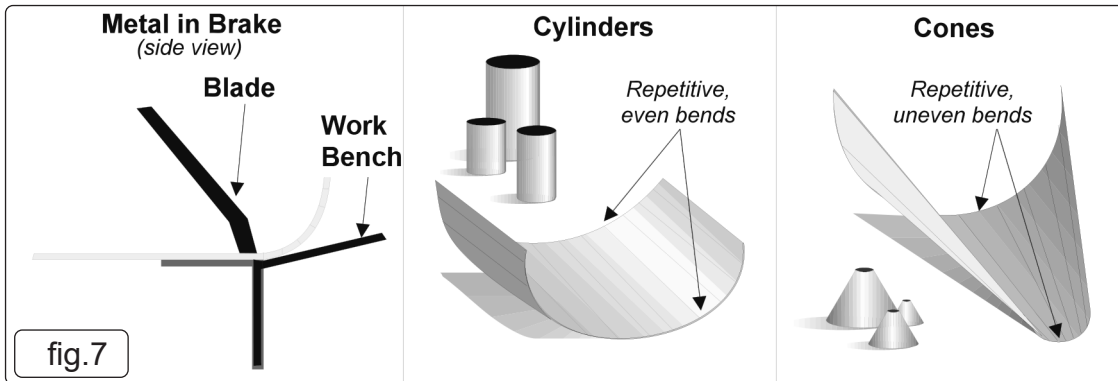 Metal in Brake
(side view)
Blade
Work
Bench
fig.7
Cylinders
Repetitive,
even bends
Cones
Repetitive,
uneven bends